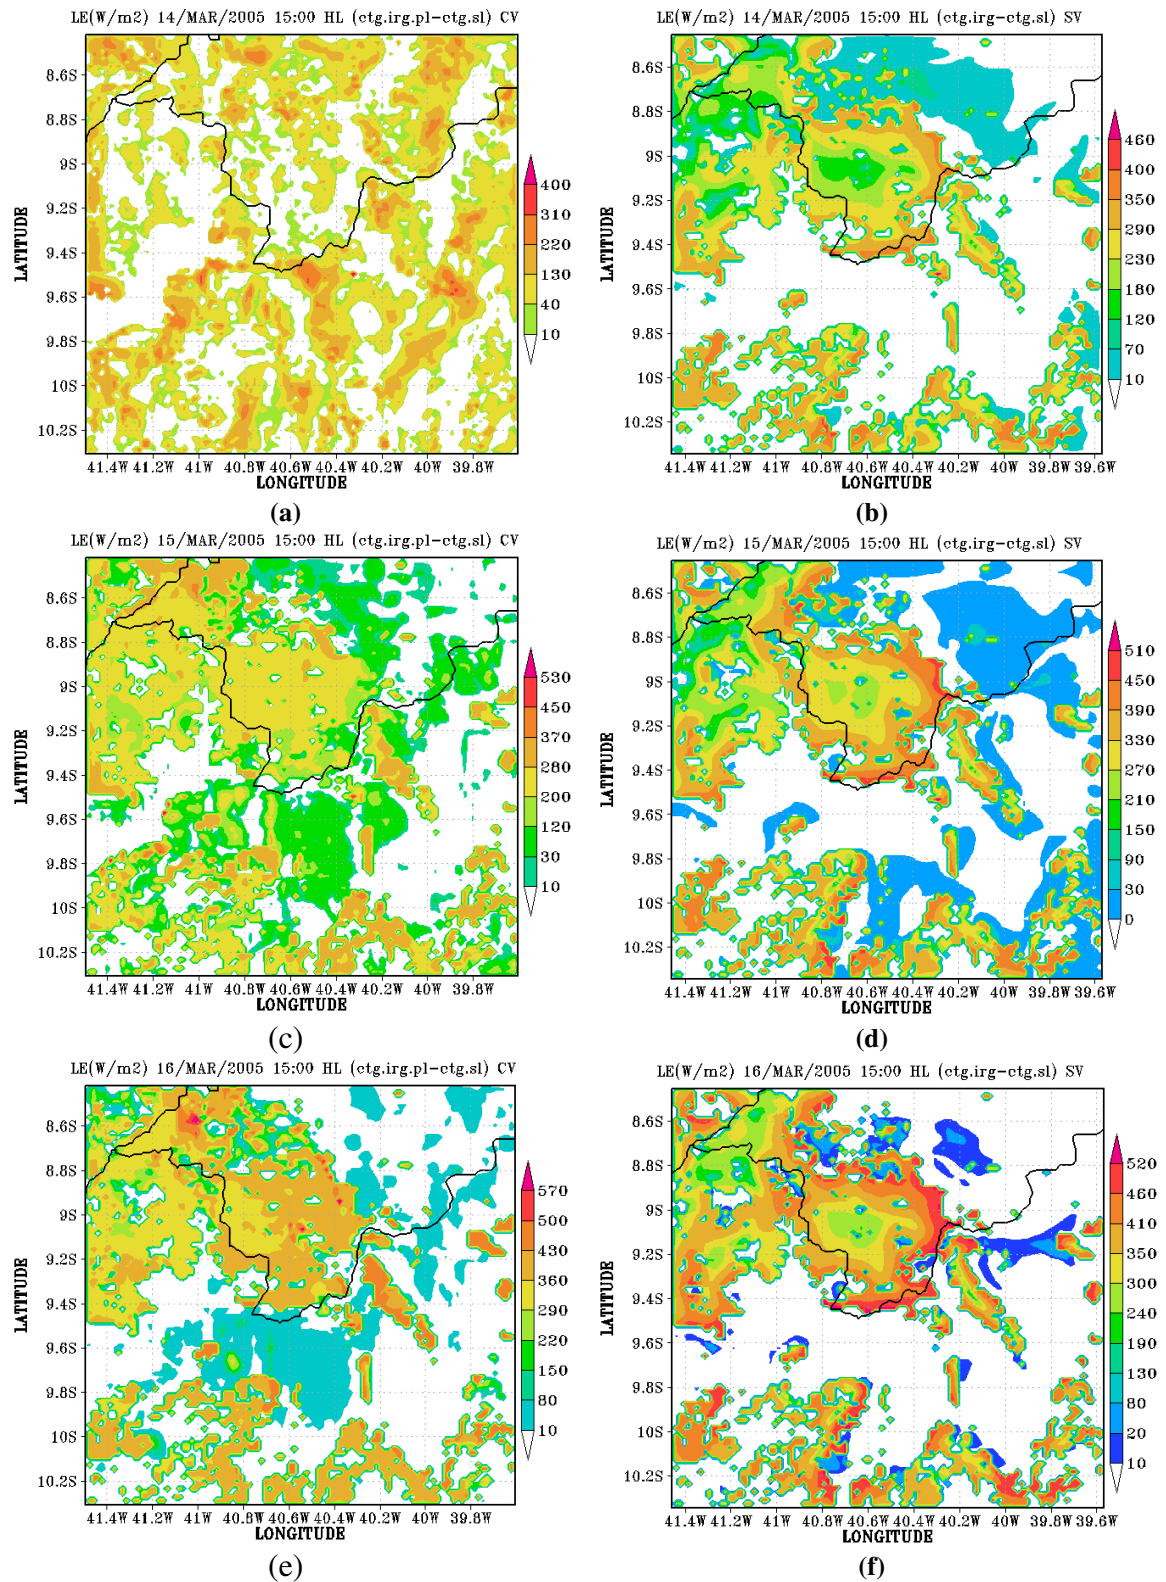 LE(W/m2) 14/MAR/2005 15:00 HL (ctg.irg.pl-ctg.sl) CV
LATITUDE
8.6S
8.8S
9S
9.2S
9.4S
9.6S
9.8S
10S
10.2S
41.4W 41.2W 41W 40.8W 40.6W 40.4W 40.2W 40W 39.8W
LONGITUDE
400
310
220
130
40
10
(a)
LE(W/m2) 14/MAR/2005 15:00 HL (ctg.irg-ctg.sl) SV
LATITUDE
8.6S
8.8S
9S
9.2S
9.4S
9.6S
9.8S
10S
10.2S
41.4W 41.2W 41W 40.8W 40.6W 40.4W 40.2W 40W 39.8W 39.6W
LONGITUDE
460
400
350
290
230
180
120
70
10
(b)
LE(W/m2) 15/MAR/2005 15:00 HL (ctg.irg.pl-ctg.sl) CV
LATITUDE
8.6S
8.8S
9S
9.2S
9.4S
9.6S
9.8S
10S
10.2S
41.4W 41.2W 41W 40.8W 40.6W 40.4W 40.2W 40W 39.8W
LONGITUDE
530
450
370
280
200
120
30
10
(c)
LE(W/m2) 15/MAR/2005 15:00 HL (ctg.irg-ctg.sl) SV
LATITUDE
8.6S
8.8S
9S
9.2S
9.4S
9.6S
9.8S
10S
10.2S
41.4W 41.2W 41W 40.8W 40.6W 40.4W 40.2W 40W 39.8W 39.6W
LONGITUDE
510
450
390
330
270
210
150
90
30
0
(d)
LE(W/m2) 16/MAR/2005 15:00 HL (ctg.irg.pl-ctg.sl) CV
LATITUDE
8.6S
8.8S
9S
9.2S
9.4S
9.6S
9.8S
10S
10.2S
41.4W 41.2W 41W 40.8W 40.6W 40.4W 40.2W 40W 39.8W
LONGITUDE
570
500
430
360
290
220
150
80
10
(e)
LE(W/m2) 16/MAR/2005 15:00 HL (ctg.irg-ctg.sl) SV
LATITUDE
8.6S
8.8S
9S
9.2S
9.4S
9.6S
9.8S
10S
10.2S
41.4W 41.2W 41W 40.8W 40.6W 40.4W 40.2W 40W 39.8W 39.6W
LONGITUDE
520
460
410
350
300
240
190
130
80
20
10
(f)